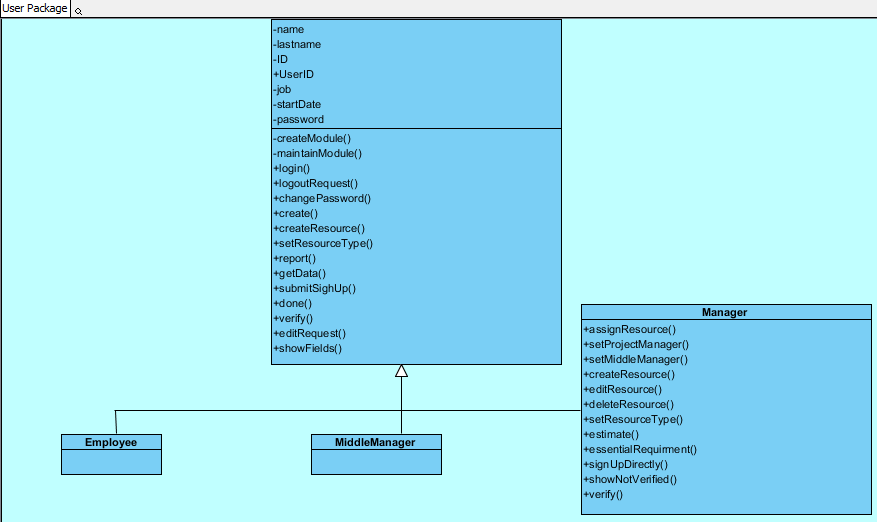 User Package
-name
-lastname
-ID
+UserID
-job
-startDate
-password
-createModule()
-maintainModule()
+login()
+logoutRequest()
+changePassword()
+create()
+createResource()
+setResourceType()
+report()
+getData()
+submitSighUp()
+done()
+verify()
+editRequest()
+showFields()
Manager
+assignResource()
+setProjectManager()
+setMiddleManager()
+createResource()
+editResource()
+deleteResource()
+setResourceType()
+estimate()
+essentialRequirment()
+signUpDirectly()
+showNotVerified()
+verify()
Employee
MiddleManager